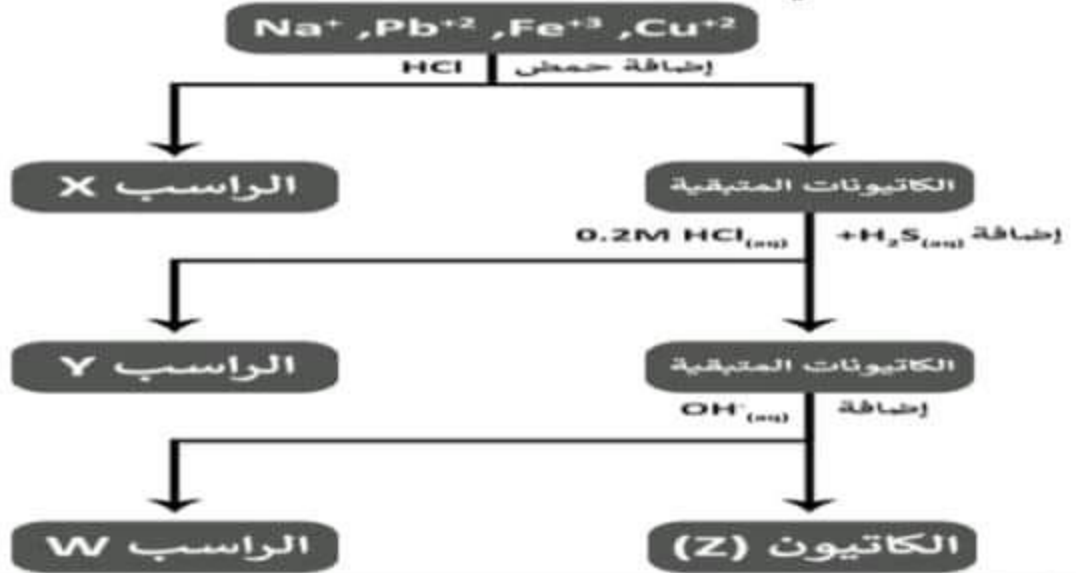 Na⁺ ,Pb⁺² ,Fe⁺³ ,Cu⁺²
إضافة حمض HCl
الراسب X
الكاتيونات المتبقية
إضافة H₂S₍ₐq₎+
0.2M HCl₍ₐq₎
الراسب Y
الكاتيونات المتبقية
إضافة OH⁻₍ₐq₎
الراسب W
الكاتيون (Z)